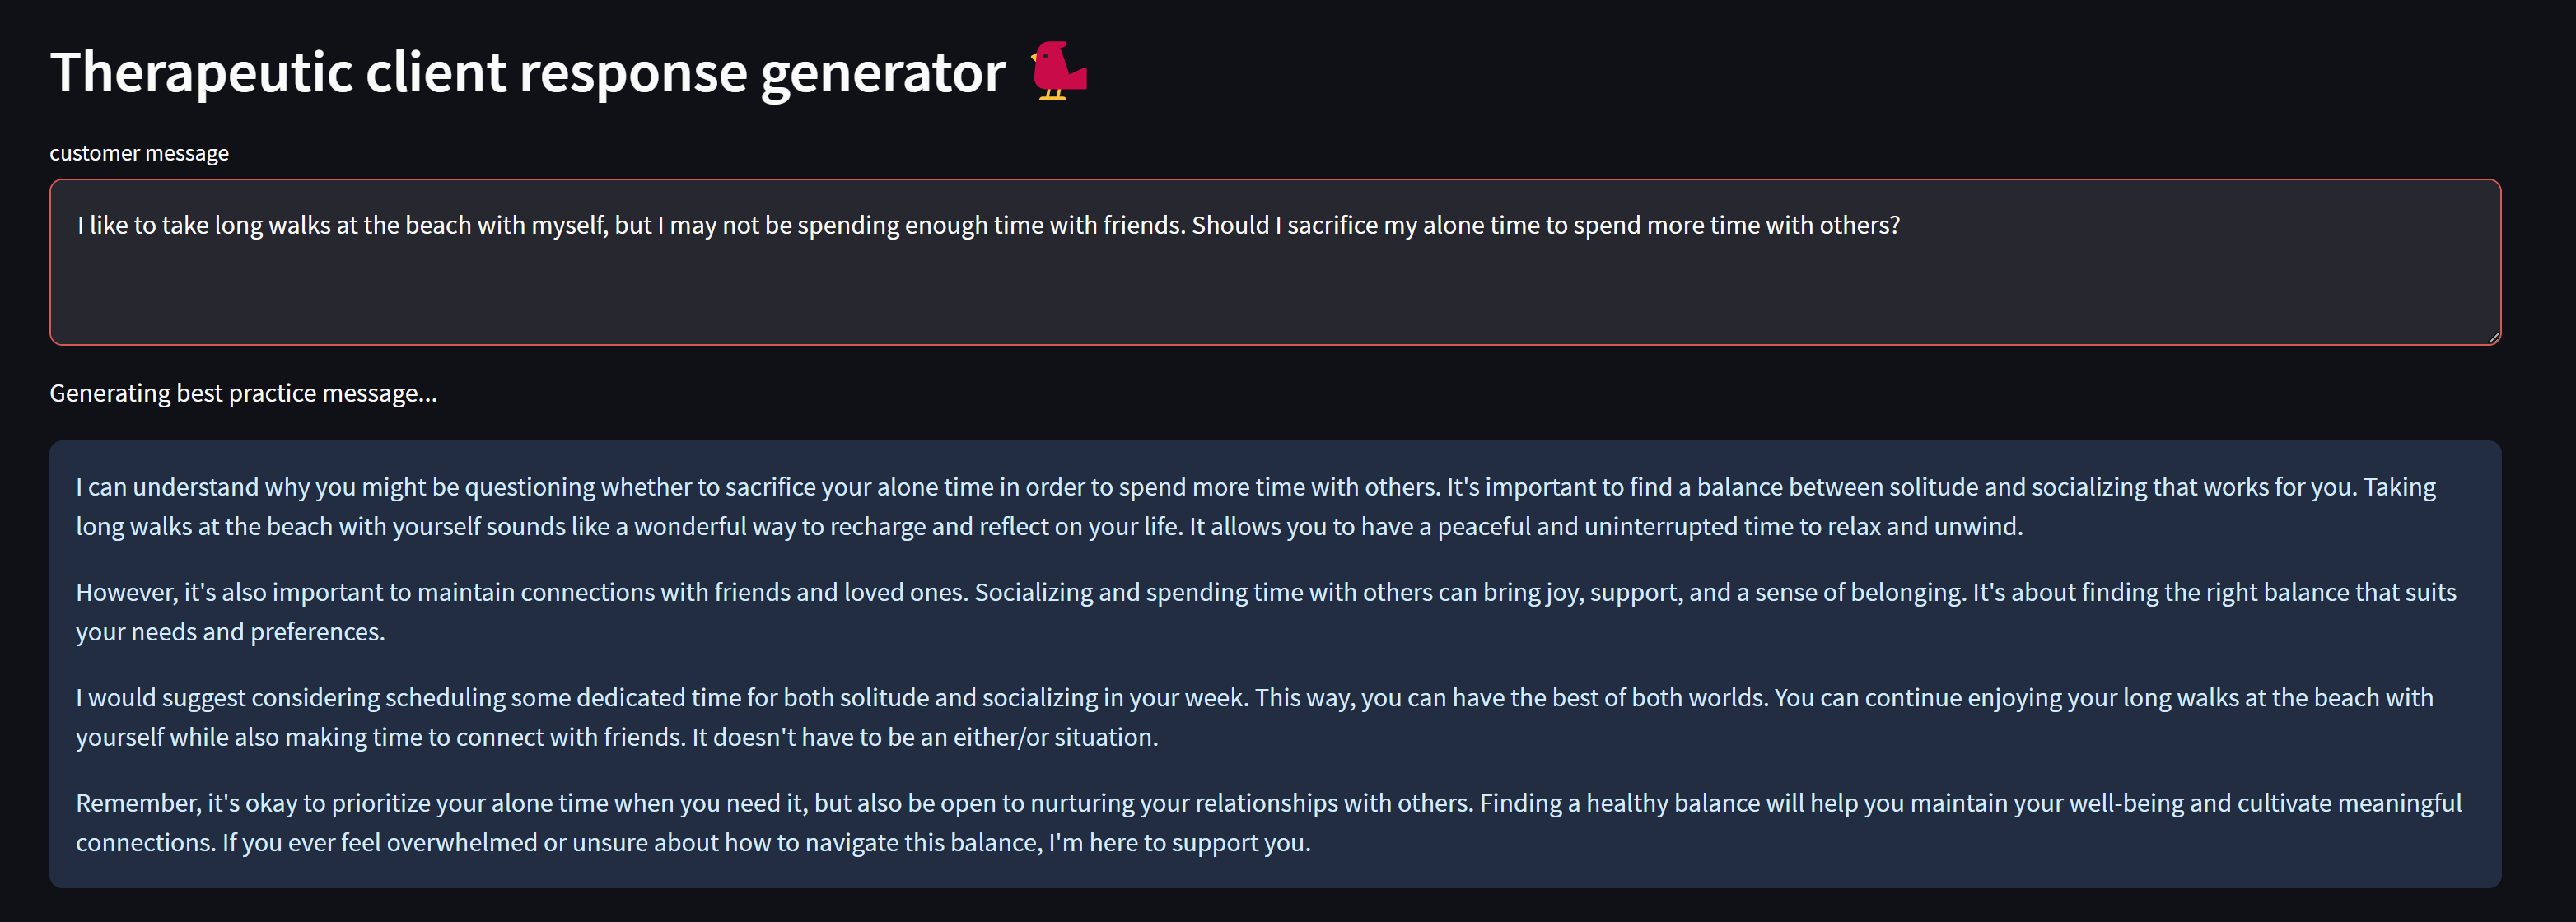 Therapeutic client response generator
customer message
I like to take long walks at the beach with myself, but I may not be spending enough time with friends. Should I sacrifice my alone time to spend more time with others?
Generating best practice message...
I can understand why you might be questioning whether to sacrifice your alone time in order to spend more time with others. It's important to find a balance between solitude and socializing that works for you. Taking
long walks at the beach with yourself sounds like a wonderful way to recharge and reflect on your life. It allows you to have a peaceful and uninterrupted time to relax and unwind.
However, it's also important to maintain connections with friends and loved ones. Socializing and spending time with others can bring joy, support, and a sense of belonging. It's about finding the right balance that suits
your needs and preferences.
I would suggest considering scheduling some dedicated time for both solitude and socializing in your week. This way, you can have the best of both worlds. You can continue enjoying your long walks at the beach with
yourself while also making time to connect with friends. It doesn't have to be an either/or situation.
Remember, it's okay to prioritize your alone time when you need it, but also be open to nurturing your relationships with others. Finding a healthy balance will help you maintain your well-being and cultivate meaningful
connections. If you ever feel overwhelmed or unsure about how to navigate this balance, I'm here to support you.